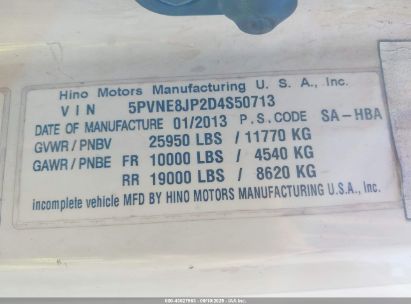 Hino Motors Manufacturing U. S. A., Inc.
VIN 5PVNE8JP2D4S50713
DATE OF MANUFACTURE 01/2013 P.S.CODE SA-HBA
GVWR/PNBV 25950 LBS / 11770 KG
GAWR/PNBE FR 10000 LBS / 4540 KG
RR 19000 LBS / 8620 KG
incomplete vehicle MFD BY HINO MOTORS MANUFACTURING U.S.A., Inc.